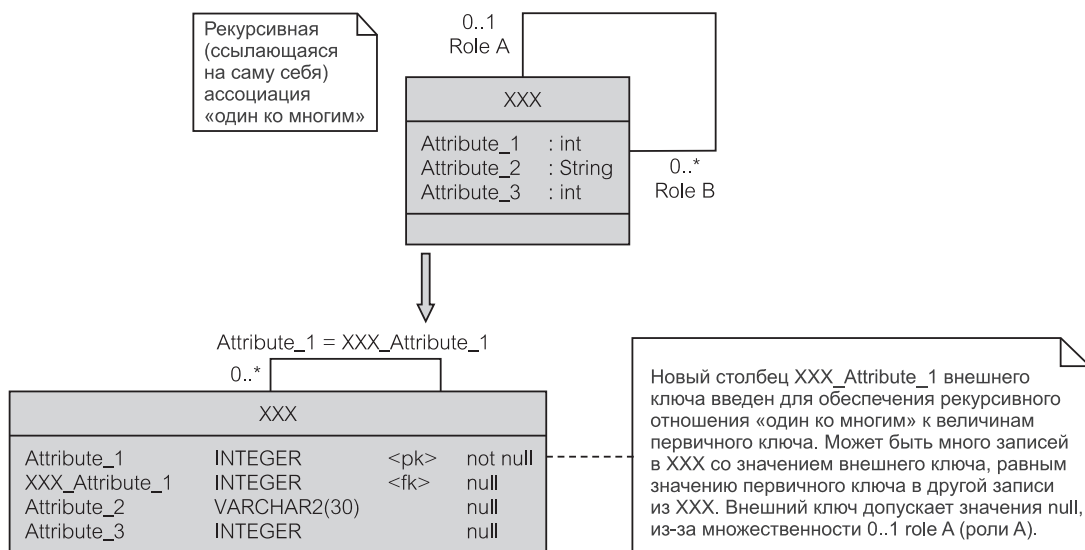 Рекурсивная
(ссылающаяся
на саму себя)
ассоциация
«один ко многим»
0..1
Role A
XXX
Attribute_1 : int
Attribute_2 : String
Attribute_3 : int
0..*
Role B
Attribute_1 = XXX_Attribute_1
0..*
XXX
Attribute_1 INTEGER <pk> not null
XXX_Attribute_1 INTEGER <fk> null
Attribute_2 VARCHAR2(30) null
Attribute_3 INTEGER null
Новый столбец XXX_Attribute_1 внешнего
ключа введен для обеспечения рекурсивного
отношения «один ко многим» к величинам
первичного ключа. Может быть много записей
в XXX со значением внешнего ключа, равным
значению первичного ключа в другой записи
из XXX. Внешний ключ допускает значения null,
из-за множественности 0..1 role A (роли A).